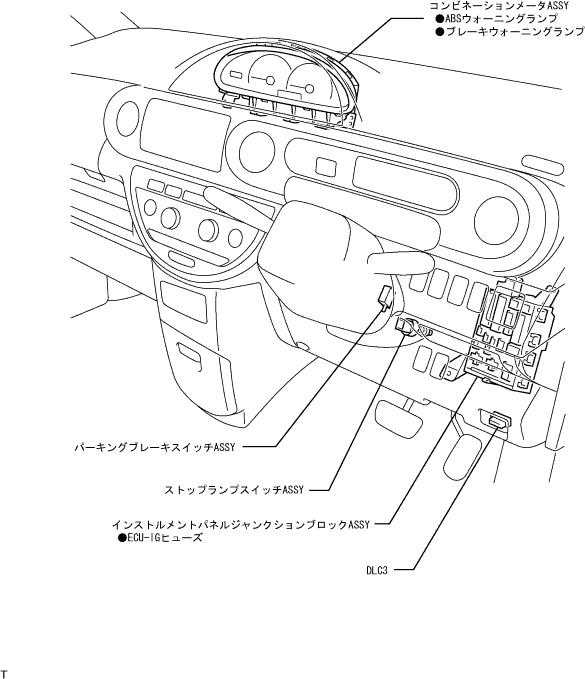 コンビネーションメータASSY
●ABSウォーニングランプ
●ブレーキウォーニングランプ
パーキングブレーキスイッチASSY
ストップランプスイッチASSY
インストルメントパネルジャンクションブロックASSY
●ECU-IGヒューズ
DLC3
T